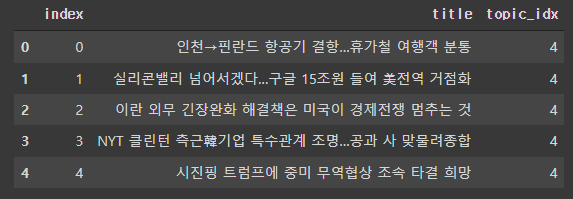 index title topic_idx
0 0 인천→핀란드 항공기 결항…휴가철 여행객 분통 4
1 1 실리콘밸리 넘어서겠다…구글 15조원 들여 美전역 거점화 4
2 2 이란 외무 긴장완화 해결책은 미국이 경제전쟁 멈추는 것 4
3 3 NYT 클린턴 측근韓기업 특수관계 조명…공과 사 맞물려종합 4
4 4 시진핑 트럼프에 중미 무역협상 조속 타결 희망 4